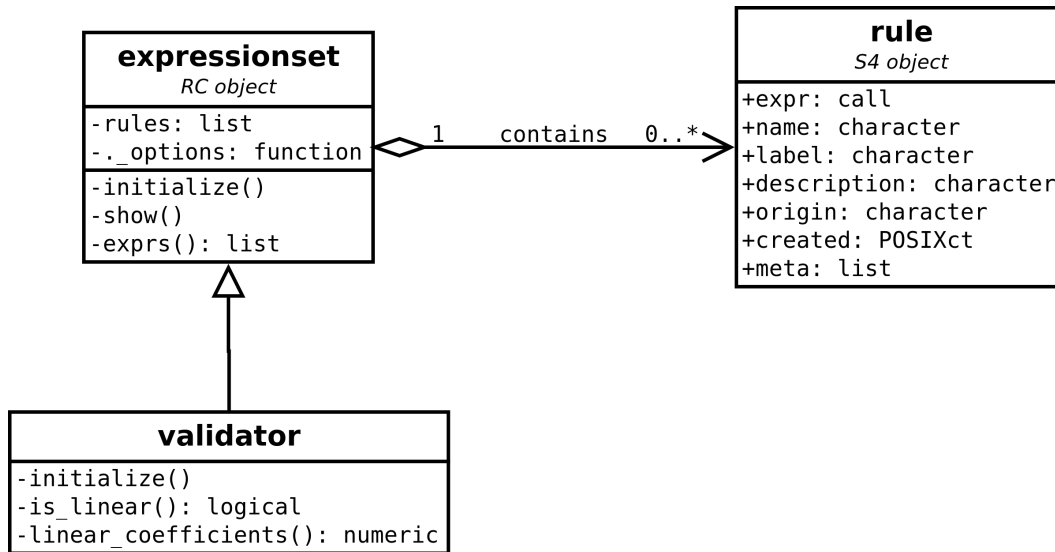 expressionset
RC object
-rules: list
-._options: function
-initialize()
-show()
-exprs(): list
1 contains 0..*
rule
S4 object
+expr: call
+name: character
+label: character
+description: character
+origin: character
+created: POSIXct
+meta: list
validator
-initialize()
-is_linear(): logical
-linear_coefficients(): numeric